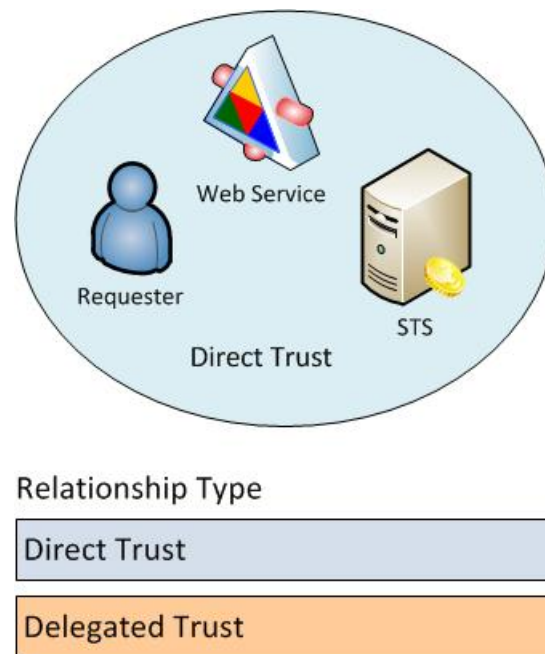 Web Service
Requester
STS
Direct Trust
Relationship Type
Direct Trust
Delegated Trust